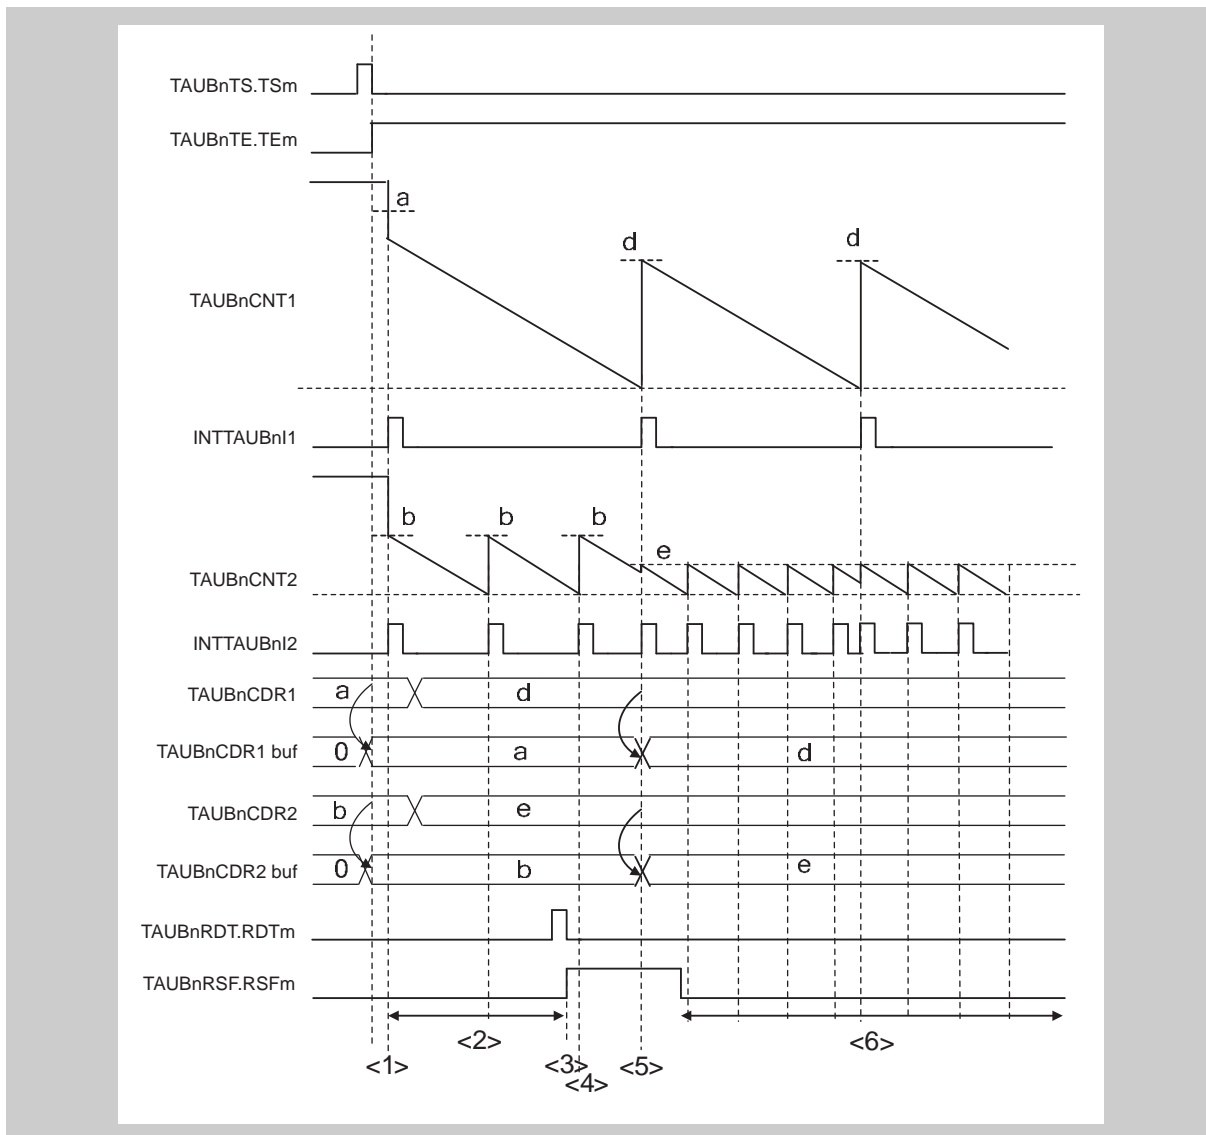 TAUBnTS.TSm
TAUBnTE.TEm
a
d
d
TAUBnCNT1
INTTAUBnI1
b
b
b
e
TAUBnCNT2
INTTAUBnI2
TAUBnCDR1
a
d
TAUBnCDR1 buf
0
a
d
TAUBnCDR2
b
e
TAUBnCDR2 buf
0
b
e
TAUBnRDT.RDTm
TAUBnRSF.RSFm
<1>
<2>
<3>
<4>
<5>
<6>